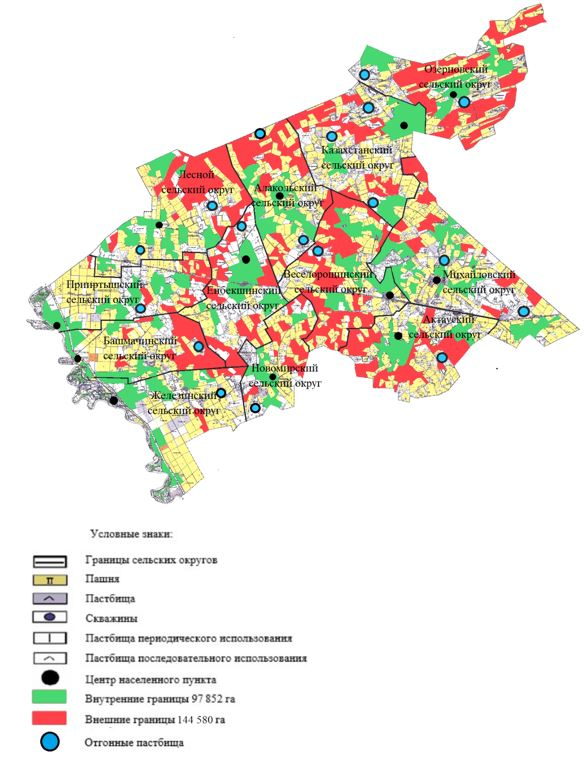 Озерновский
сельский округ
Казахстанский
сельский округ
Лесной
сельский округ
Алакольский
сельский округ
Веселорощинский
сельский округ
Михайловский
сельский округ
Прииртышский
сельский округ
Енбекшинский
сельский округ
Актауский
сельский округ
Башмачинский
сельский округ
Новомирский
сельский округ
Железинский
сельский округ
Условные знаки:
Границы сельских округов
Пашня
Пастбища
Скважины
Пастбища периодического использования
Пастбища последовательного использования
Центр населенного пункта
Внутренние границы 97 852 га
Внешние границы 144 580 га
Отгонные пастбища